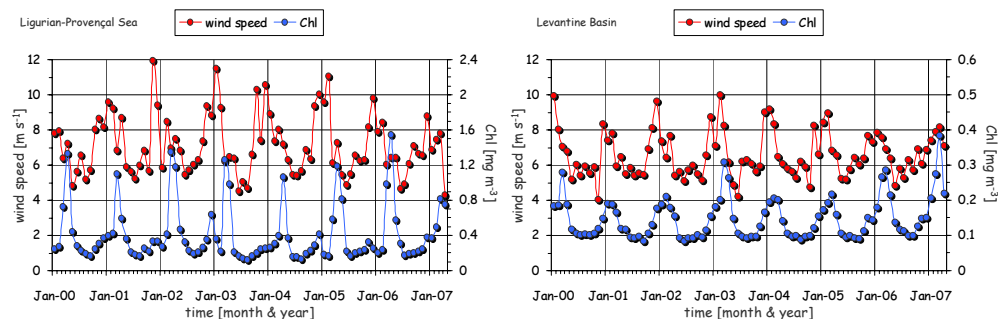 Ligurian-Provençal Sea
wind speed Chl
12
10
8
6
4
2
0
wind speed [m s⁻¹]
2.4
2
1.6
1.2
0.8
0.4
0
Chl [mg m⁻³]
Jan-00 Jan-01 Jan-02 Jan-03 Jan-04 Jan-05 Jan-06 Jan-07
time [month & year]
Levantine Basin
wind speed Chl
12
10
8
6
4
2
0
wind speed [m s⁻¹]
0.6
0.5
0.4
0.3
0.2
0.1
0
Chl [mg m⁻³]
Jan-00 Jan-01 Jan-02 Jan-03 Jan-04 Jan-05 Jan-06 Jan-07
time [month & year]